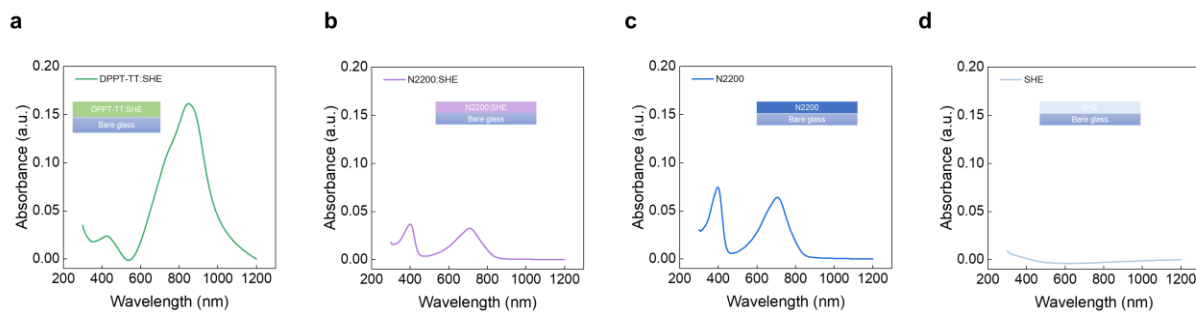 a
DPPT-TT:SHE
DPPT-TT:SHE
Bare glass
Absorbance (a.u.)
0.20
0.15
0.10
0.05
0.00
200 400 600 800 1000 1200
Wavelength (nm)
b
N2200:SHE
N2200:SHE
Bare glass
Absorbance (a.u.)
0.20
0.15
0.10
0.05
0.00
200 400 600 800 1000 1200
Wavelength (nm)
c
N2200
N2200
Bare glass
Absorbance (a.u.)
0.20
0.15
0.10
0.05
0.00
200 400 600 800 1000 1200
Wavelength (nm)
d
SHE
SHE
Bare glass
Absorbance (a.u.)
0.20
0.15
0.10
0.05
0.00
200 400 600 800 1000 1200
Wavelength (nm)